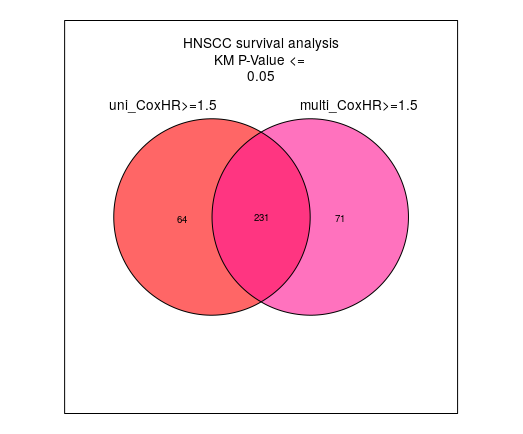 HNSCC survival analysis
KM P-Value <=
0.05
uni_CoxHR>=1.5 multi_CoxHR>=1.5
64 231 71